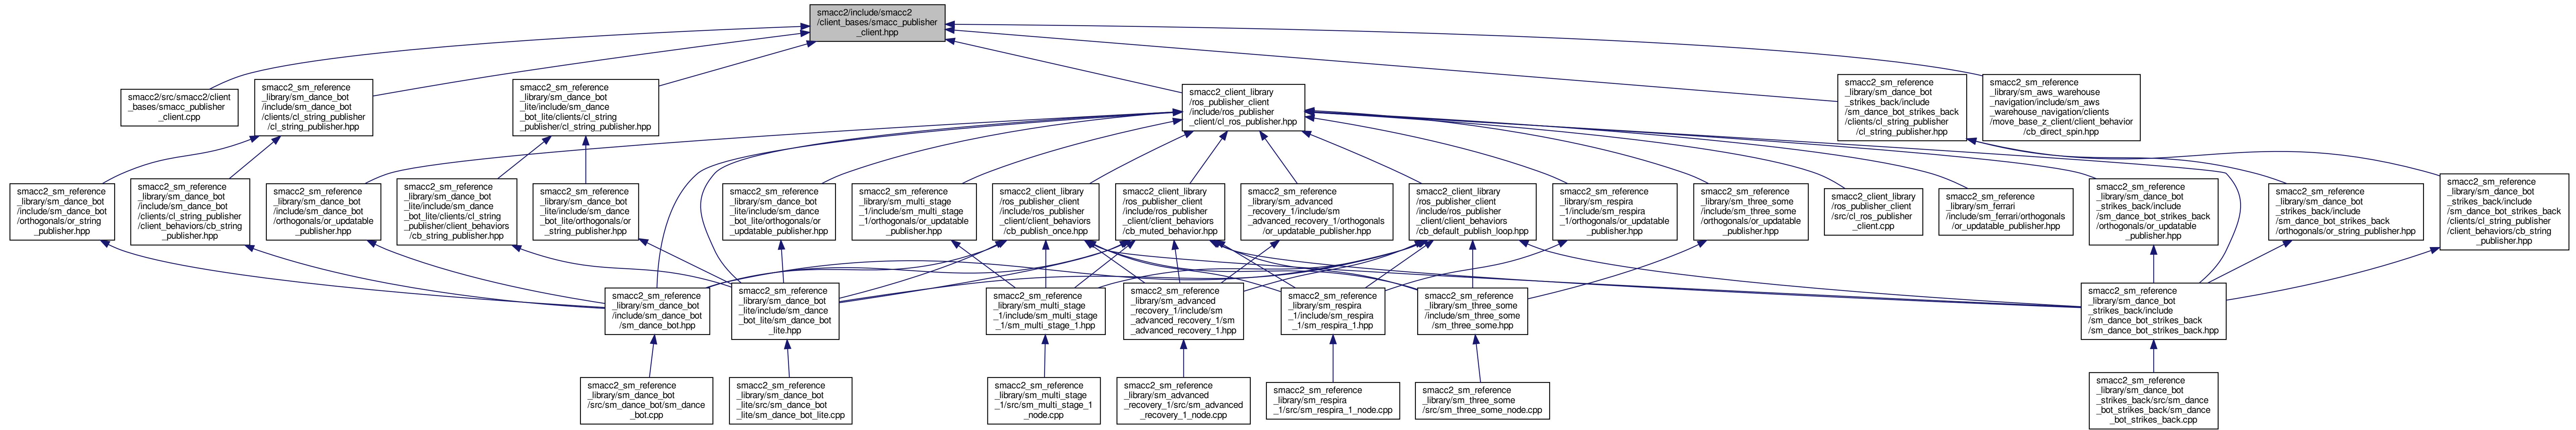 smacc2/include/smacc2
/client_bases/smacc_publisher
_client.hpp
smacc2/src/smacc2/client
_bases/smacc_publisher
_client.cpp
smacc2_sm_reference
_library/sm_dance_bot
/include/sm_dance_bot
/clients/cl_string_publisher
/cl_string_publisher.hpp
smacc2_sm_reference
_library/sm_dance_bot
_lite/include/sm_dance
_bot_lite/clients/cl_string
_publisher/cl_string_publisher.hpp
smacc2_client_library
/ros_publisher_client
/include/ros_publisher
_client/cl_ros_publisher.hpp
smacc2_sm_reference
_library/sm_dance_bot
_strikes_back/include
/sm_dance_bot_strikes_back
/clients/cl_string_publisher
/cl_string_publisher.hpp
smacc2_sm_reference
_library/sm_aws_warehouse
_navigation/include/sm_aws
_warehouse_navigation/clients
/move_base_z_client/client_behavior
/cb_direct_spin.hpp
smacc2_sm_reference
_library/sm_dance_bot
/include/sm_dance_bot
/orthogonals/or_string
_publisher.hpp
smacc2_sm_reference
_library/sm_dance_bot
/include/sm_dance_bot
/clients/cl_string_publisher
/client_behaviors/cb_string
_publisher.hpp
smacc2_sm_reference
_library/sm_dance_bot
/include/sm_dance_bot
/orthogonals/or_updatable
_publisher.hpp
smacc2_sm_reference
_library/sm_dance_bot
_lite/include/sm_dance
_bot_lite/clients/cl_string
_publisher/client_behaviors
/cb_string_publisher.hpp
smacc2_sm_reference
_library/sm_dance_bot
_lite/include/sm_dance
_bot_lite/orthogonals/or
_string_publisher.hpp
smacc2_sm_reference
_library/sm_dance_bot
_lite/include/sm_dance
_bot_lite/orthogonals/or
_updatable_publisher.hpp
smacc2_sm_reference
_library/sm_multi_stage
_1/include/sm_multi_stage
_1/orthogonals/or_updatable
_publisher.hpp
smacc2_client_library
/ros_publisher_client
/include/ros_publisher
_client/client_behaviors
/cb_publish_once.hpp
smacc2_client_library
/ros_publisher_client
/include/ros_publisher
_client/client_behaviors
/cb_muted_behavior.hpp
smacc2_sm_reference
_library/sm_advanced
_recovery_1/include/sm
_advanced_recovery_1/orthogonals
/or_updatable_publisher.hpp
smacc2_client_library
/ros_publisher_client
/include/ros_publisher
_client/client_behaviors
/cb_default_publish_loop.hpp
smacc2_sm_reference
_library/sm_respira
_1/include/sm_respira
_1/orthogonals/or_updatable
_publisher.hpp
smacc2_sm_reference
_library/sm_three_some
/include/sm_three_some
/orthogonals/or_updatable
_publisher.hpp
smacc2_client_library
/ros_publisher_client
/src/cl_ros_publisher
_client.cpp
smacc2_sm_reference
_library/sm_ferrari
/include/sm_ferrari/orthogonals
/or_updatable_publisher.hpp
smacc2_sm_reference
_library/sm_dance_bot
_strikes_back/include
/sm_dance_bot_strikes_back
/orthogonals/or_updatable
_publisher.hpp
smacc2_sm_reference
_library/sm_dance_bot
_strikes_back/include
/sm_dance_bot_strikes_back
/orthogonals/or_string_publisher.hpp
smacc2_sm_reference
_library/sm_dance_bot
_strikes_back/include
/sm_dance_bot_strikes_back
/clients/cl_string_publisher
/client_behaviors/cb_string
_publisher.hpp
smacc2_sm_reference
_library/sm_dance_bot
/include/sm_dance_bot
/sm_dance_bot.hpp
smacc2_sm_reference
_library/sm_dance_bot
_lite/include/sm_dance
_bot_lite/sm_dance_bot
_lite.hpp
smacc2_sm_reference
_library/sm_multi_stage
_1/include/sm_multi_stage
_1/sm_multi_stage_1.hpp
smacc2_sm_reference
_library/sm_advanced
_recovery_1/include/sm
_advanced_recovery_1/sm
_advanced_recovery_1.hpp
smacc2_sm_reference
_library/sm_respira
_1/include/sm_respira
_1/sm_respira_1.hpp
smacc2_sm_reference
_library/sm_three_some
/include/sm_three_some
/sm_three_some.hpp
smacc2_sm_reference
_library/sm_dance_bot
_strikes_back/include
/sm_dance_bot_strikes_back
/sm_dance_bot_strikes_back.hpp
smacc2_sm_reference
_library/sm_dance_bot
/src/sm_dance_bot/sm_dance
_bot.cpp
smacc2_sm_reference
_library/sm_dance_bot
_lite/src/sm_dance_bot
_lite/sm_dance_bot_lite.cpp
smacc2_sm_reference
_library/sm_multi_stage
_1/src/sm_multi_stage_1
_node.cpp
smacc2_sm_reference
_library/sm_advanced
_recovery_1/src/sm_advanced
_recovery_1_node.cpp
smacc2_sm_reference
_library/sm_respira
_1/src/sm_respira_1_node.cpp
smacc2_sm_reference
_library/sm_three_some
/src/sm_three_some_node.cpp
smacc2_sm_reference
_library/sm_dance_bot
_strikes_back/src/sm_dance
_bot_strikes_back/sm_dance
_bot_strikes_back.cpp